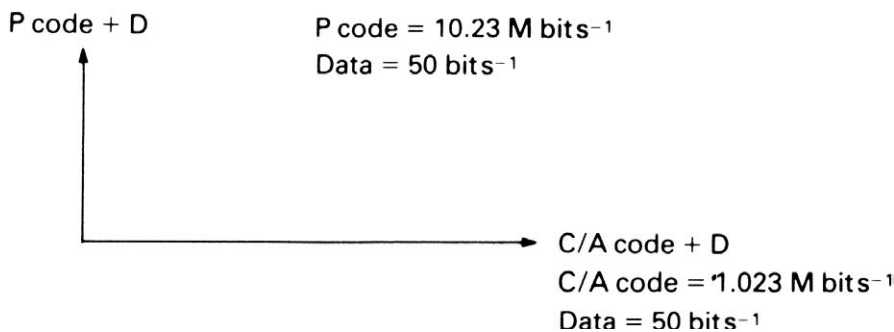 P code + D
P code = 10.23 M bits⁻¹
Data = 50 bits⁻¹
C/A code + D
C/A code = 1.023 M bits⁻¹
Data = 50 bits⁻¹